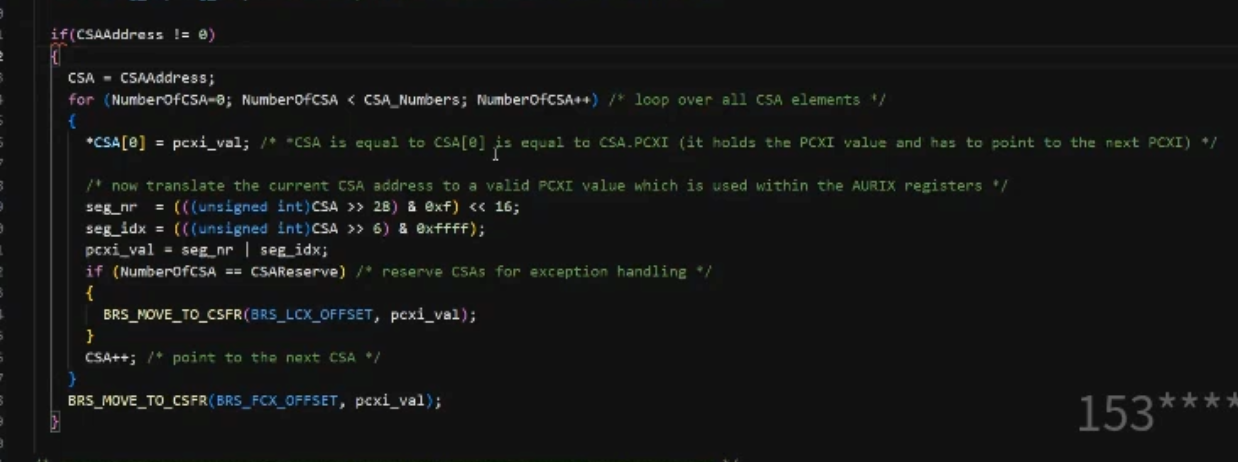 if(CSAAddress != 0)
{
CSA = CSAAddress;
for (NumberOfCSA=0; NumberOfCSA < CSA_Numbers; NumberOfCSA++) /* loop over all CSA elements */
{
*CSA[0] = pcxi_val; /* *CSA is equal to CSA[0] is equal to CSA.PCXI (it holds the PCXI value and has to point to the next PCXI) */
/* now translate the current CSA address to a valid PCXI value which is used within the AURIX registers */
seg_nr  = (((unsigned int)CSA >> 28) & 0xf) << 16;
seg_idx = (((unsigned int)CSA >> 6) & 0xffff);
pcxi_val = seg_nr | seg_idx;
if (NumberOfCSA == CSAReserve) /* reserve CSAs for exception handling */
{
BRS_MOVE_TO_CSFR(BRS_LCX_OFFSET, pcxi_val);
}
CSA++; /* point to the next CSA */
}
BRS_MOVE_TO_CSFR(BRS_FCX_OFFSET, pcxi_val);
}
153****